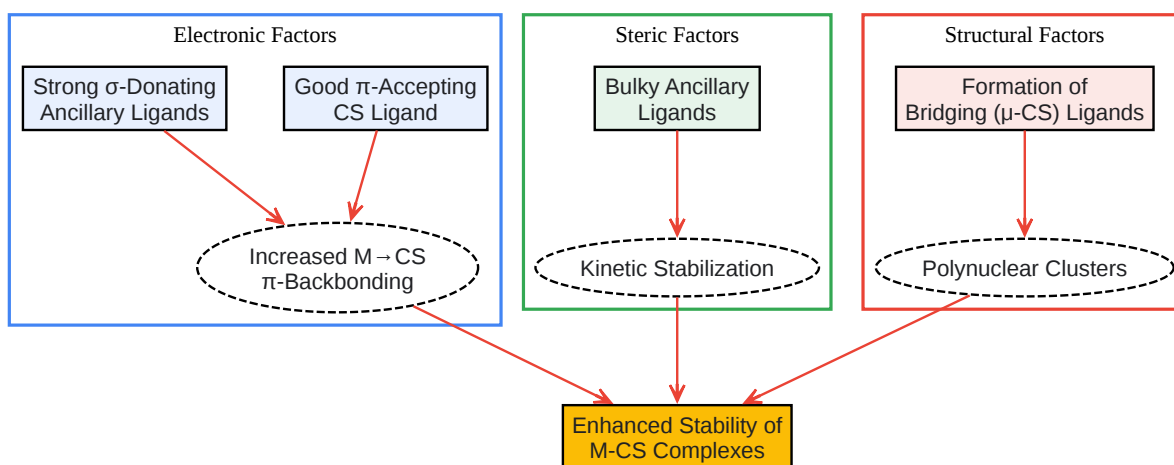 Electronic Factors
Strong σ-Donating
Ancillary Ligands
Good π-Accepting
CS Ligand
Increased M→CS
π-Backbonding
Steric Factors
Bulky Ancillary
Ligands
Kinetic Stabilization
Structural Factors
Formation of
Bridging (μ-CS) Ligands
Polynuclear Clusters
Enhanced Stability of
M-CS Complexes